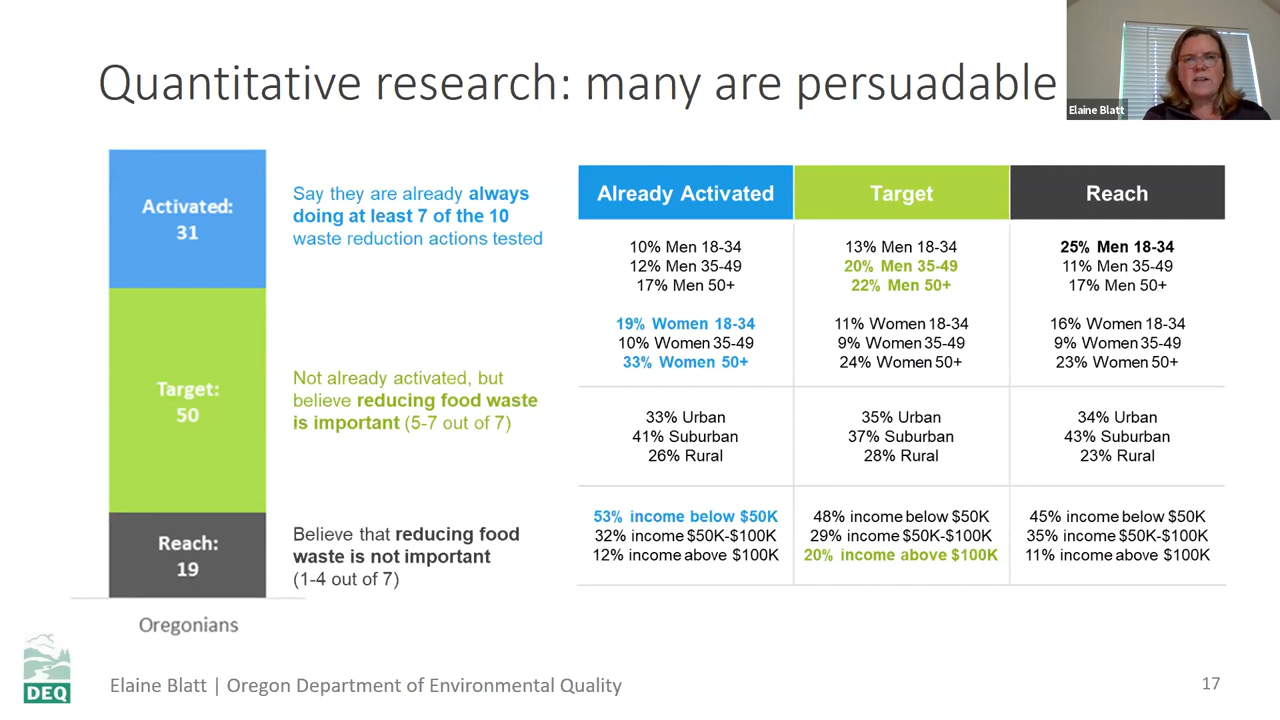 Quantitative research: many are persuadable
Elaine Blatt
Activated:
31
Say they are already always
doing at least 7 of the 10
waste reduction actions tested
Target:
50
Not already activated, but
believe reducing food waste
is important (5-7 out of 7)
Reach:
19
Believe that reducing food
waste is not important
(1-4 out of 7)
Oregonians
Already Activated
Target
Reach
10% Men 18-34
12% Men 35-49
17% Men 50+
13% Men 18-34
20% Men 35-49
22% Men 50+
25% Men 18-34
11% Men 35-49
17% Men 50+
19% Women 18-34
10% Women 35-49
33% Women 50+
11% Women 18-34
9% Women 35-49
24% Women 50+
16% Women 18-34
9% Women 35-49
23% Women 50+
33% Urban
41% Suburban
26% Rural
35% Urban
37% Suburban
28% Rural
34% Urban
43% Suburban
23% Rural
53% income below $50K
32% income $50K-$100K
12% income above $100K
48% income below $50K
29% income $50K-$100K
20% income above $100K
45% income below $50K
35% income $50K-$100K
11% income above $100K
DEQ
Elaine Blatt | Oregon Department of Environmental Quality
17